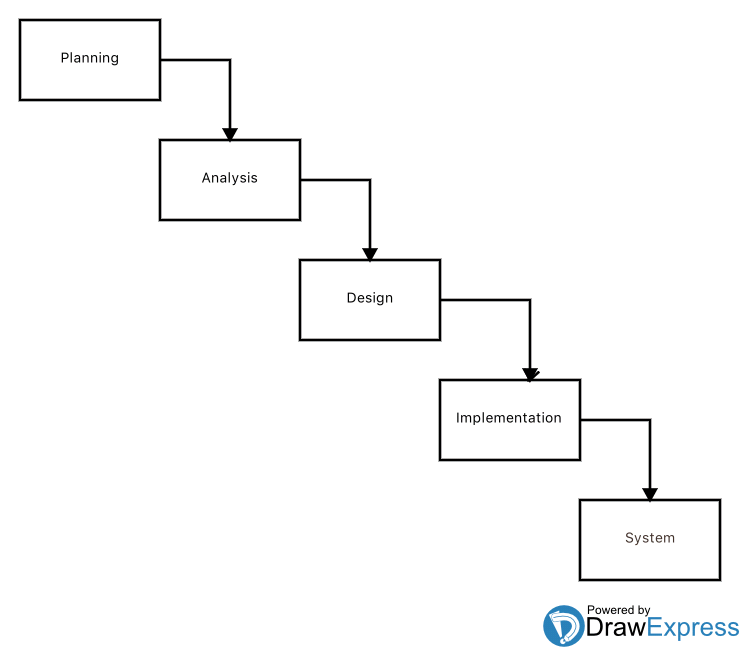 Planning
Analysis
Design
Implementation
System
Powered by
DrawExpress